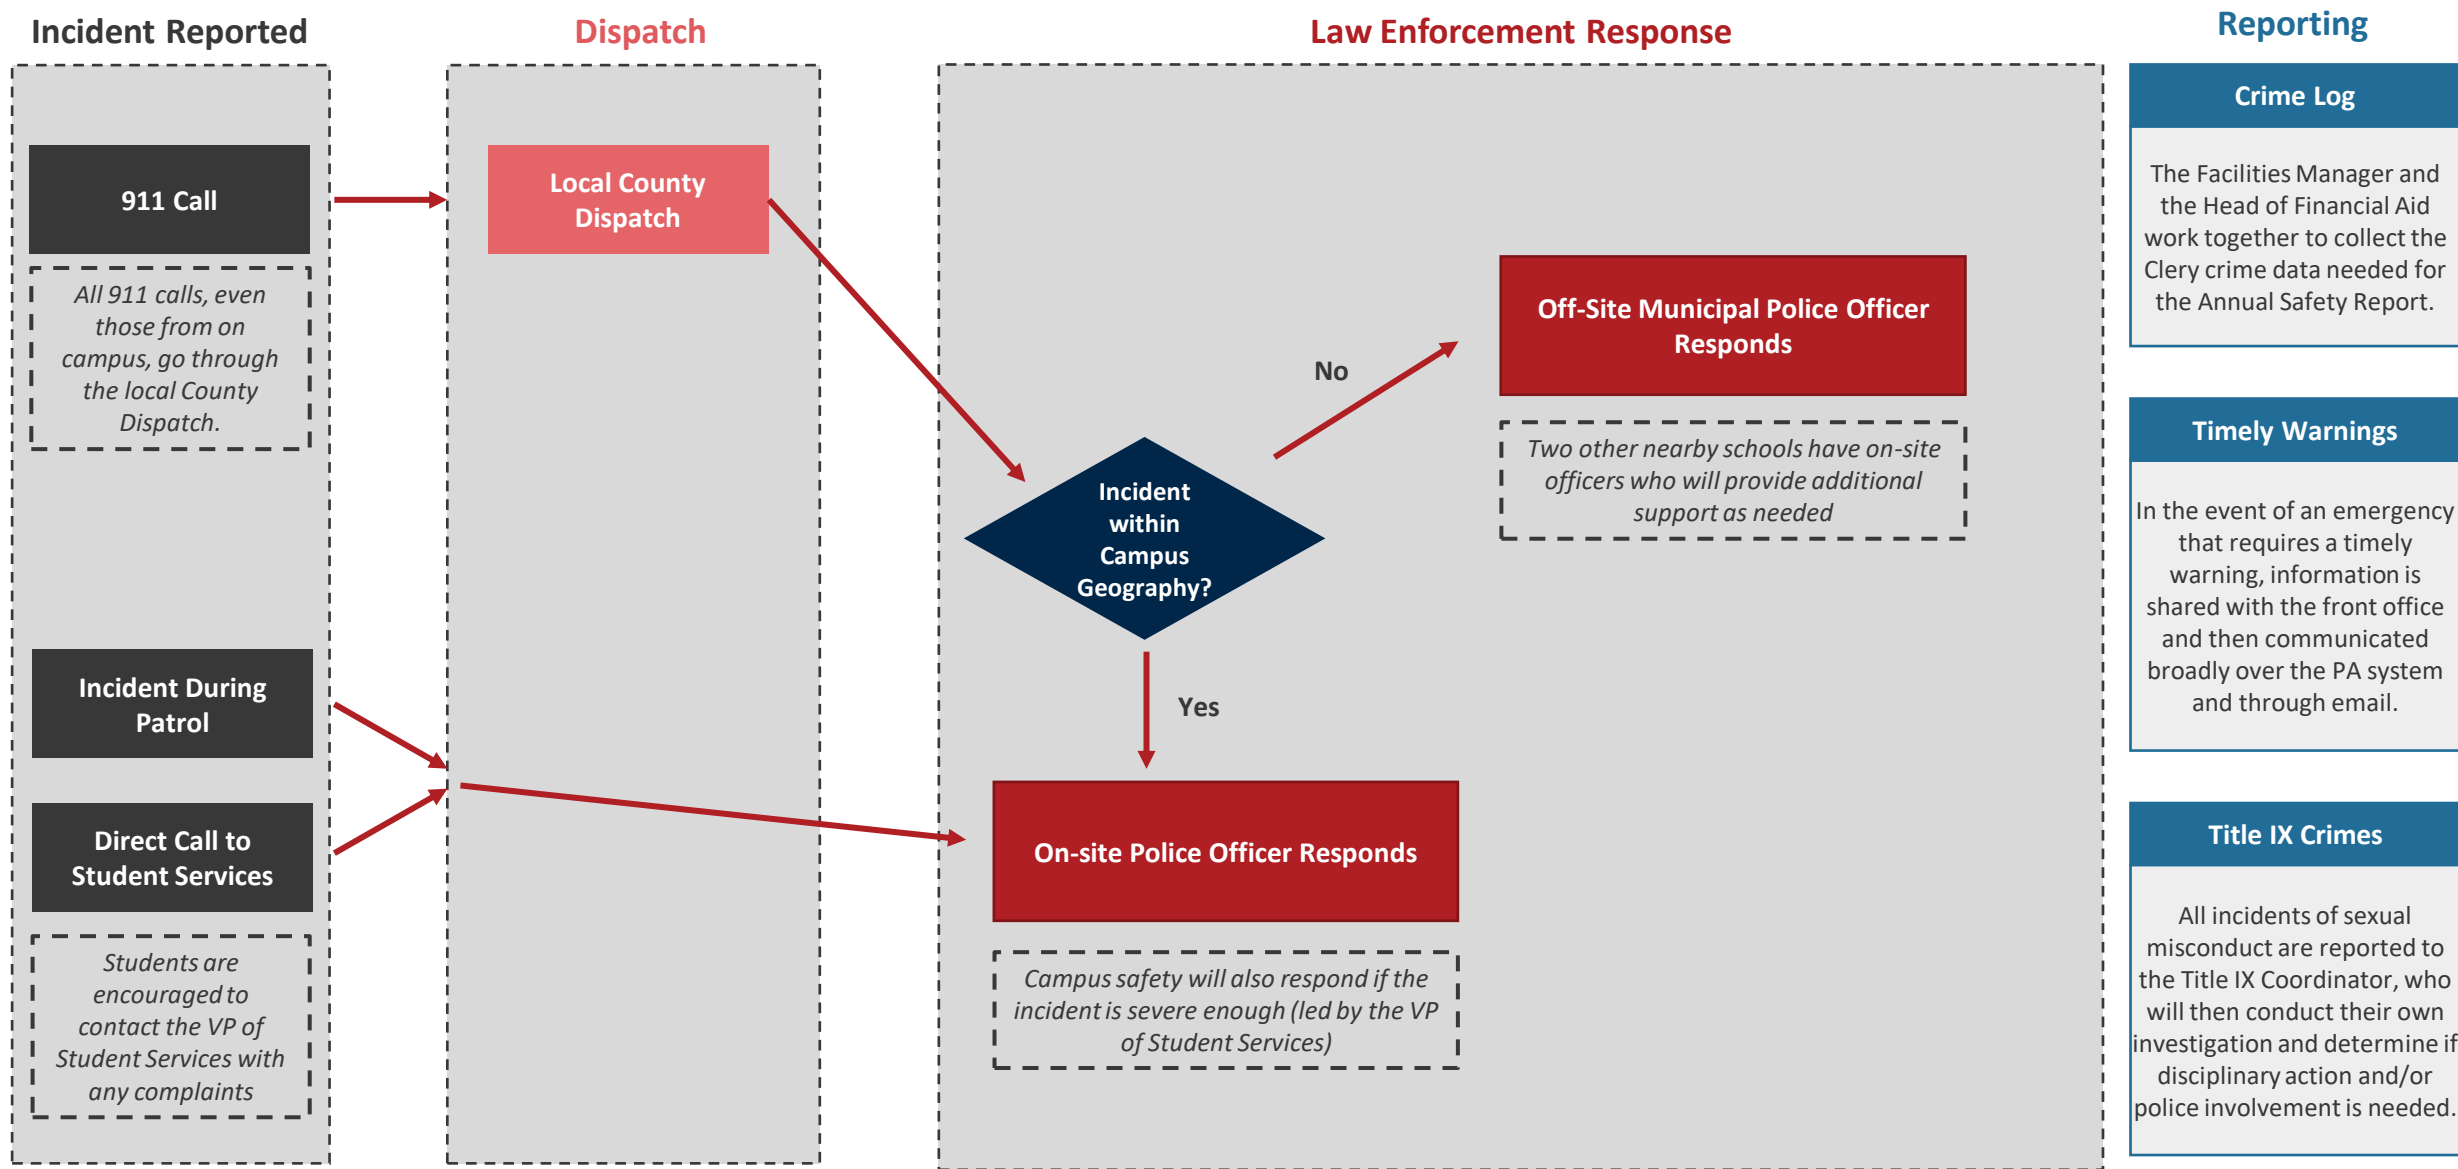 Incident Reported
Dispatch
Law Enforcement Response
Reporting
911 Call
All 911 calls, even
those from on
campus, go through
the local County
Dispatch.
Incident During
Patrol
Direct Call to
Student Services
Students are
encouraged to
contact the VP of
Student Services with
any complaints
Local County
Dispatch
Incident
within
Campus
Geography?
No
Yes
Off-Site Municipal Police Officer
Responds
Two other nearby schools have on-site
officers who will provide additional
support as needed
On-site Police Officer Responds
Campus safety will also respond if the
incident is severe enough (led by the VP
of Student Services)
Crime Log
The Facilities Manager and
the Head of Financial Aid
work together to collect the
Clery crime data needed for
the Annual Safety Report.
Timely Warnings
In the event of an emergency
that requires a timely
warning, information is
shared with the front office
and then communicated
broadly over the PA system
and through email.
Title IX Crimes
All incidents of sexual
misconduct are reported to
the Title IX Coordinator, who
will then conduct their own
investigation and determine if
disciplinary action and/or
police involvement is needed.